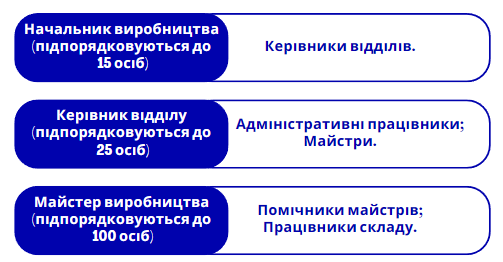 Начальник виробництва
(підпорядковуються до
15 осіб)
Керівники відділів.
Керівник відділу
(підпорядковуються до
25 осіб)
Адміністративні працівники;
Майстри.
Майстер виробництва
(підпорядковуються до
100 осіб)
Помічники майстрів;
Працівники складу.